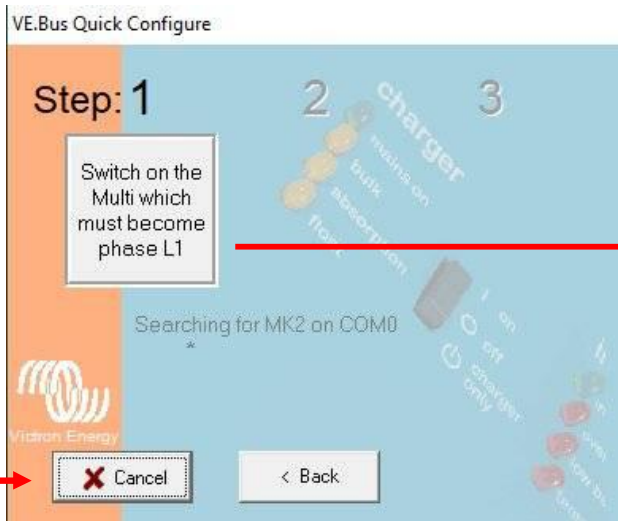 VE.Bus Quick Configure
Step: 1 2 3
Switch on the
Multi which
must become
phase L1
charger
mains on
bulk
absorption
float
Searching for MK2 on COM0
*
on
off
charger
only
Victron Energy
Cancel
< Back